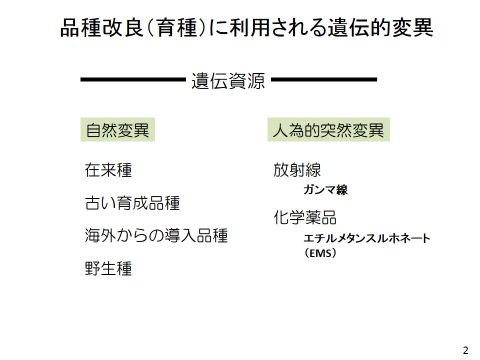 品種改良(育種)に利用される遺伝的変異
遺伝資源
自然変異
在来種
古い育成品種
海外からの導入品種
野生種
人為的突然変異
放射線
ガンマ線
化学薬品
エチルメタンスルホネート
(EMS)
2